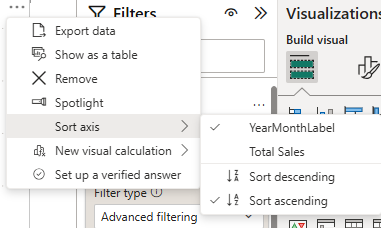 Filters
Visualizations
Build visual
Export data
Show as a table
Remove
Spotlight
Sort axis
New visual calculation
Set up a verified answer
YearMonthLabel
Total Sales
Sort descending
Sort ascending
Filter type
Advanced filtering